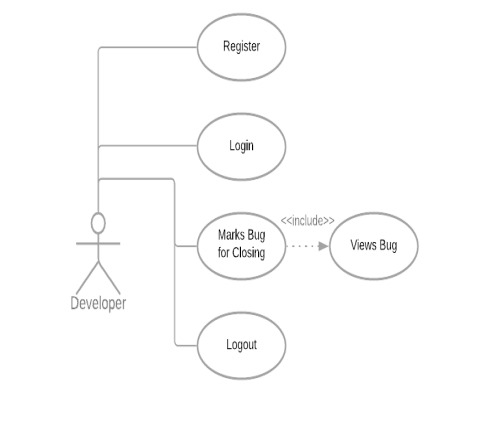 Register
Login
<<include>>
Marks Bug
for Closing
Views Bug
Developer
Logout